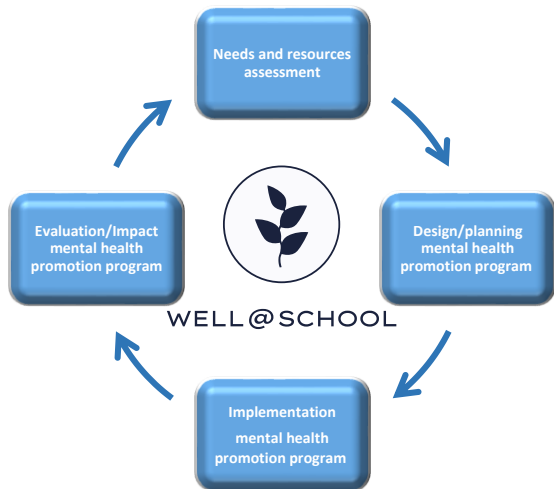 Needs and resources
assessment
Evaluation/Impact
mental health
promotion program
Design/planning
mental health
promotion program
WELL@SCHOOL
Implementation
mental health
promotion program